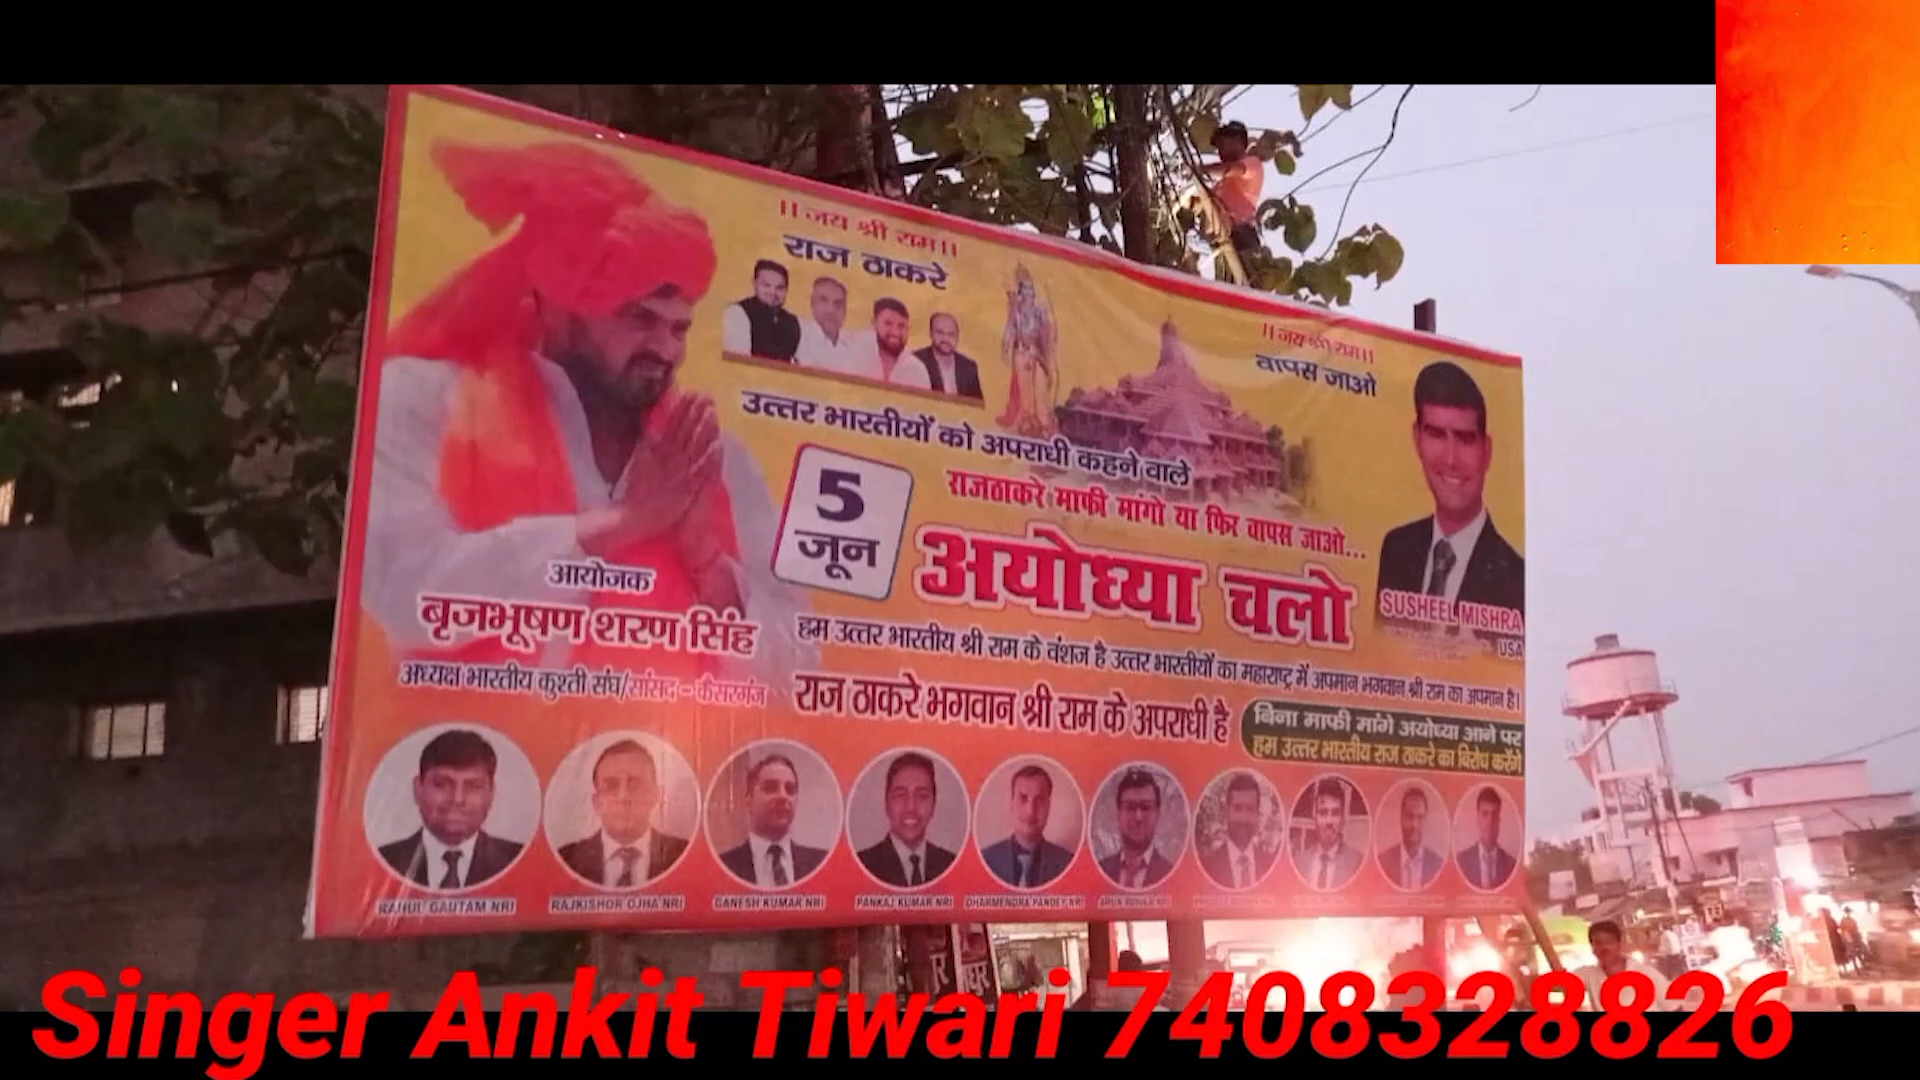 ॥ जय श्री राम॥
राज ठाकरे
॥ जय श्री राम॥
वापस जाओ
उत्तर भारतीयों को अपराधी कहने वाले
राजठाकरे माफी मांगो या फिर वापस जाओ...
5
जून
अयोध्या चलो
SUSHEEL MISHRA
USA
आयोजक
बृजभूषण शरण सिंह
अध्यक्ष भारतीय कुश्ती संघ/सांसद - कैसरगंज
हम उत्तर भारतीय श्री राम के वंशज है उत्तर भारतीयों का महाराष्ट्र में अपमान भगवान श्री राम का अपमान है।
राज ठाकरे भगवान श्री राम के अपराधी है
बिना माफी मांगे अयोध्या आने पर
हम उत्तर भारतीय राज ठाकरे का विरोध करेंगे
RAHUL GAUTAM NRI
RAJKISHOR OJHA NRI
GANESH KUMAR NRI
PANKAJ KUMAR NRI
DHARMENDRA PANDEY NRI
Singer Ankit Tiwari 7408328826